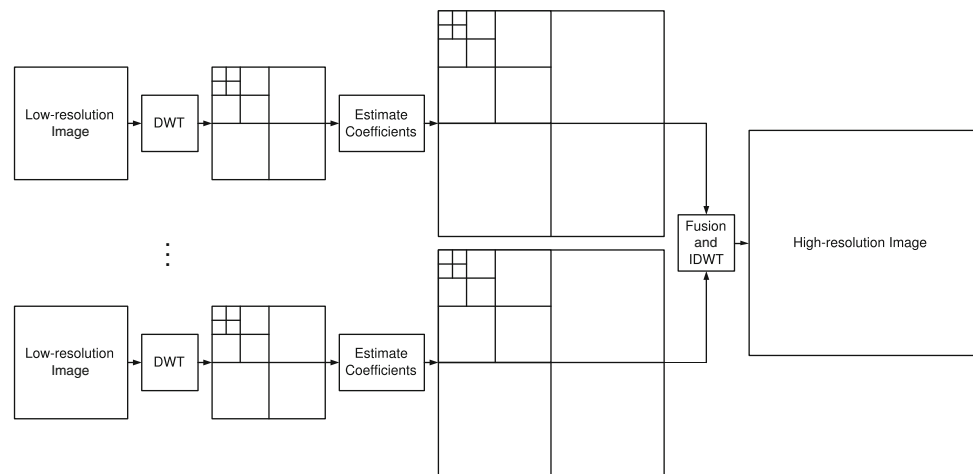 Low-resolution
Image
DWT
Estimate
Coefficients
Fusion
and
IDWT
High-resolution Image
Low-resolution
Image
DWT
Estimate
Coefficients